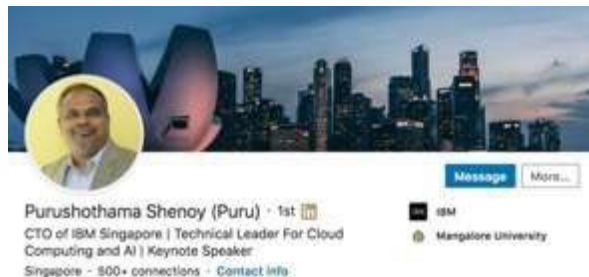 Message
More...
Purushothama Shenoy (Puru) · 1st in
CTO of IBM Singapore | Technical Leader For Cloud
Computing and AI | Keynote Speaker
Singapore · 500+ connections · Contact info
IBM
Mangalore University